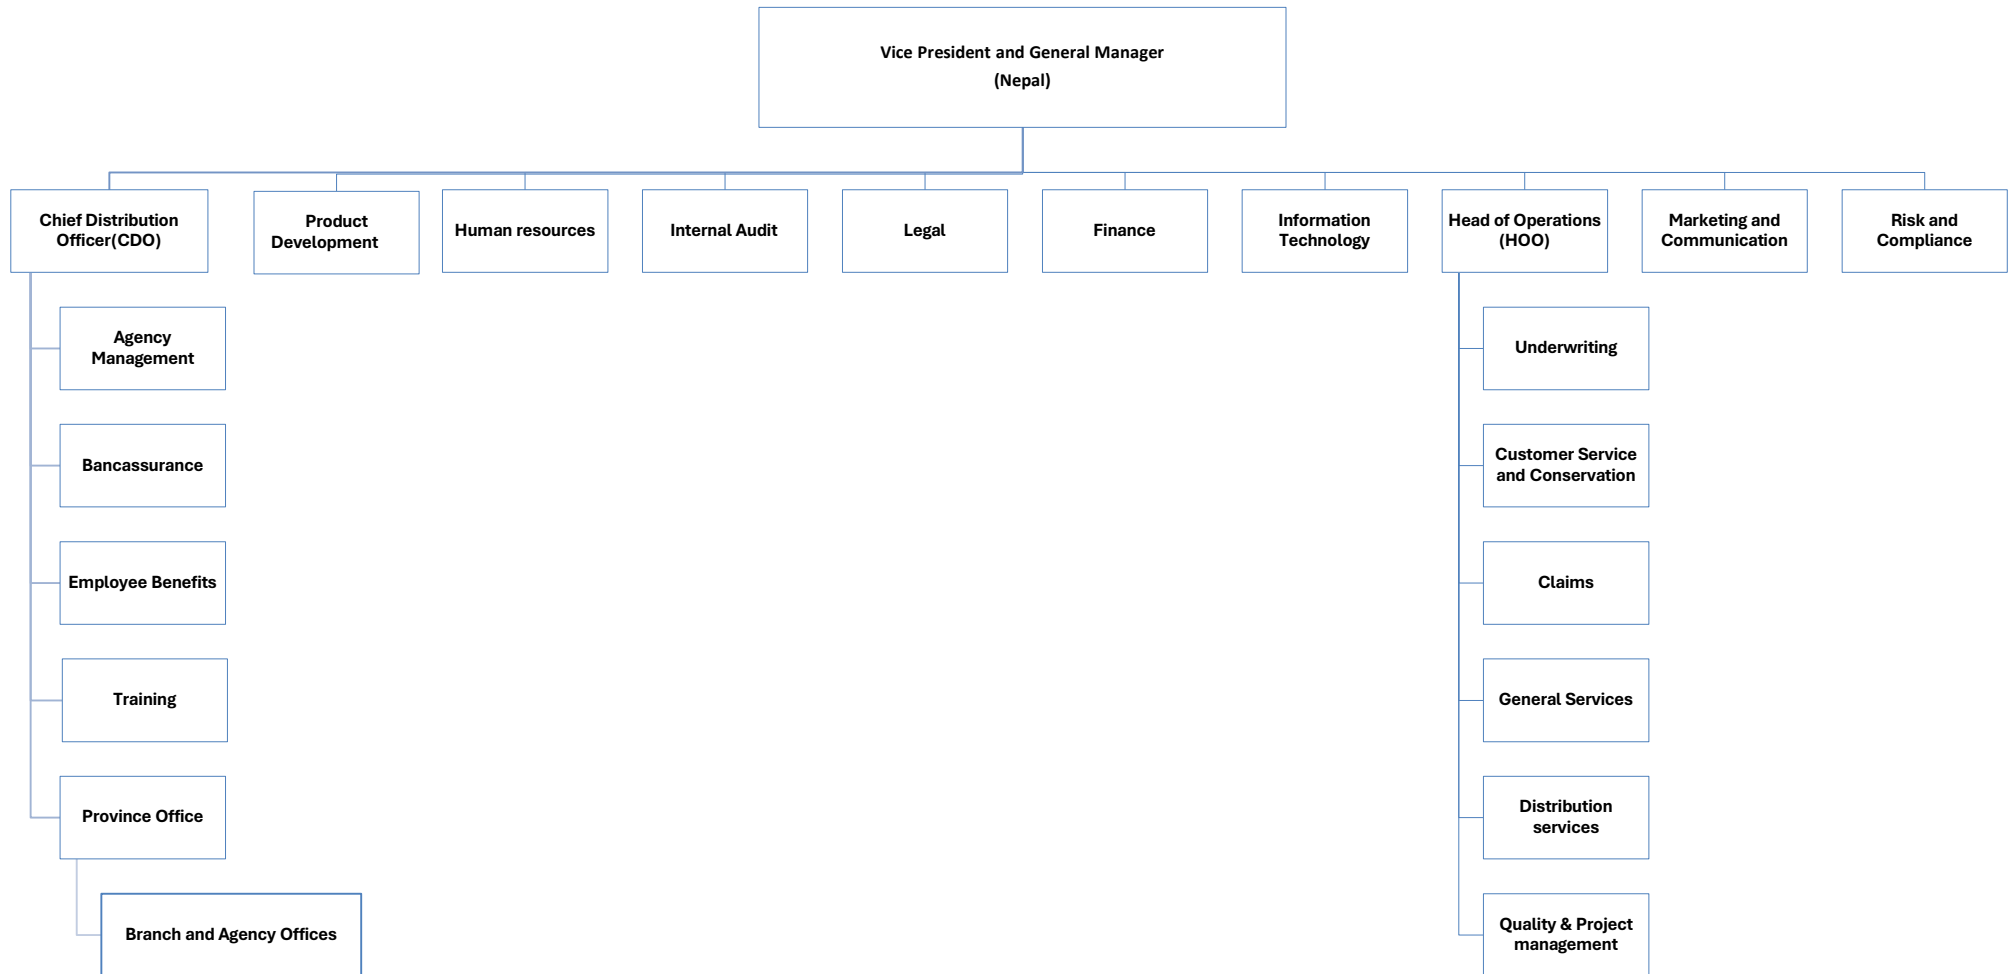 Vice President and General Manager
(Nepal)
Chief Distribution
Officer(CDO)
Product
Development
Human resources
Internal Audit
Legal
Finance
Information
Technology
Head of Operations
(HOO)
Marketing and
Communication
Risk and
Compliance
Agency
Management
Bancassurance
Employee Benefits
Training
Province Office
Branch and Agency Offices
Underwriting
Customer Service
and Conservation
Claims
General Services
Distribution
services
Quality & Project
management